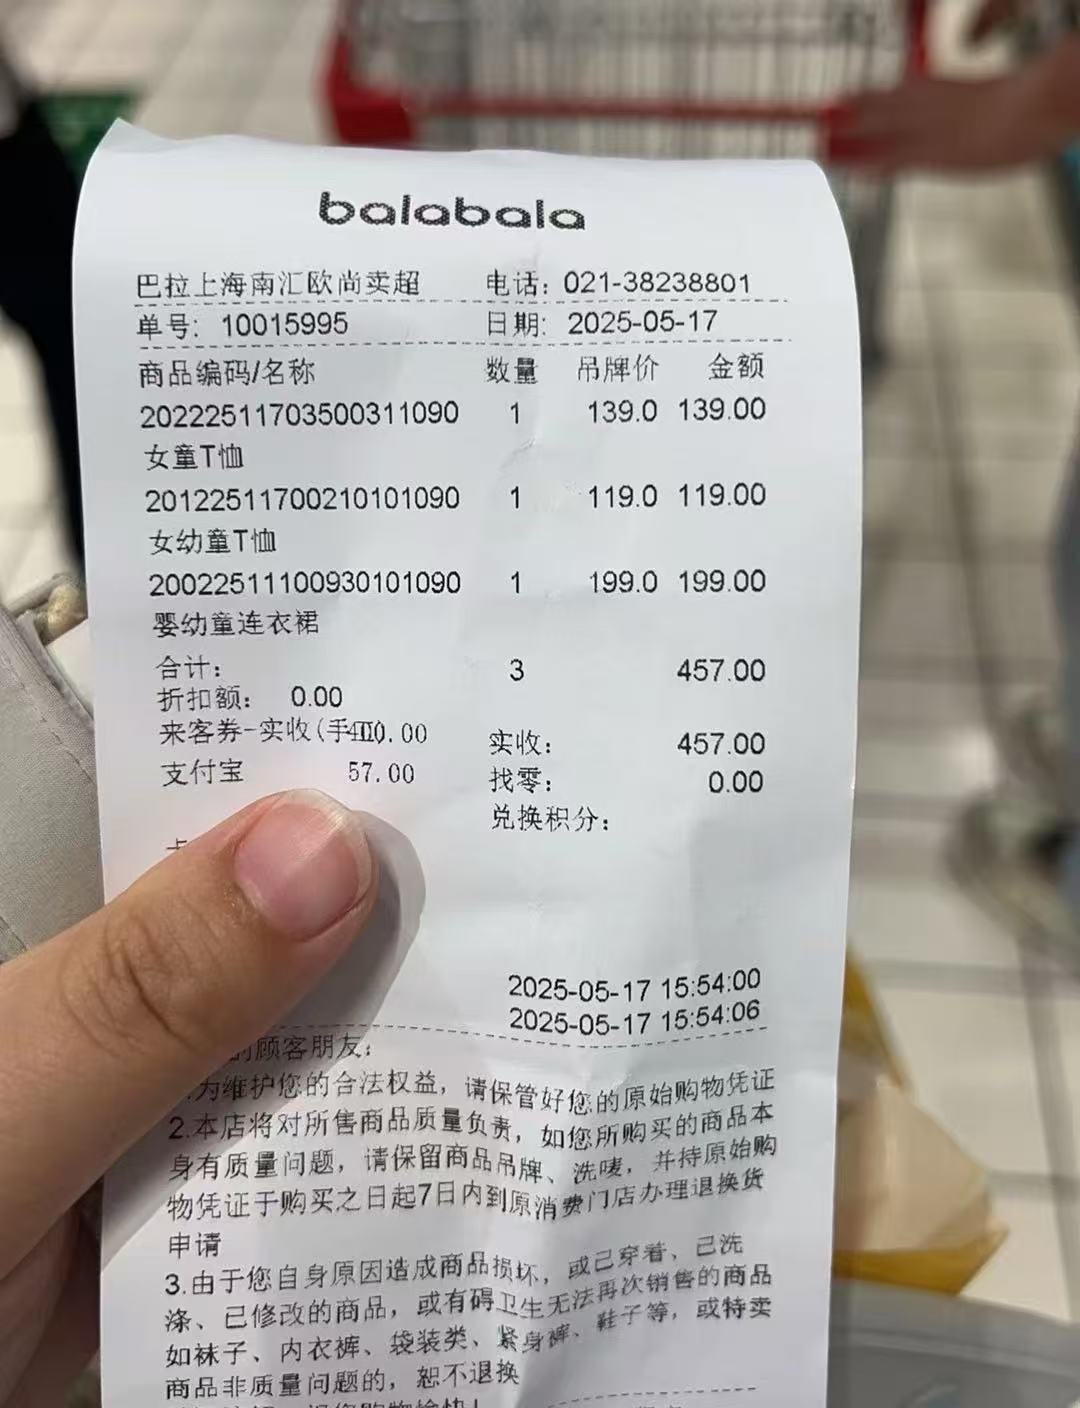 balabala
巴拉上海南汇欧尚卖超 电话：021-38238801
单号：10015995 日期：2025-05-17
商品编码/名称 数量 吊牌价 金额
20222511703500311090 1 139.0 139.00
女童T恤
20122511700210101090 1 119.0 119.00
女幼童T恤
20022511100930101090 1 199.0 199.00
婴幼童连衣裙
合计： 3 457.00
折扣额： 0.00
来客券-实收(手 400.00 实收： 457.00
支付宝 57.00 找零： 0.00
兑换积分：
2025-05-17 15:54:00
2025-05-17 15:54:06
的顾客朋友：
.为维护您的合法权益，请保管好您的原始购物凭证
2.本店将对所售商品质量负责，如您所购买的商品本
身有质量问题，请保留商品吊牌、洗唛，并持原始购
物凭证于购买之日起7日内到原消费门店办理退换货
申请
3.由于您自身原因造成商品损坏，或已穿着、已洗
涤、已修改的商品，或有碍卫生无法再次销售的商品
如袜子、内衣裤、袋装类、紧身裤、鞋子等，或特卖
商品非质量问题的，恕不退换